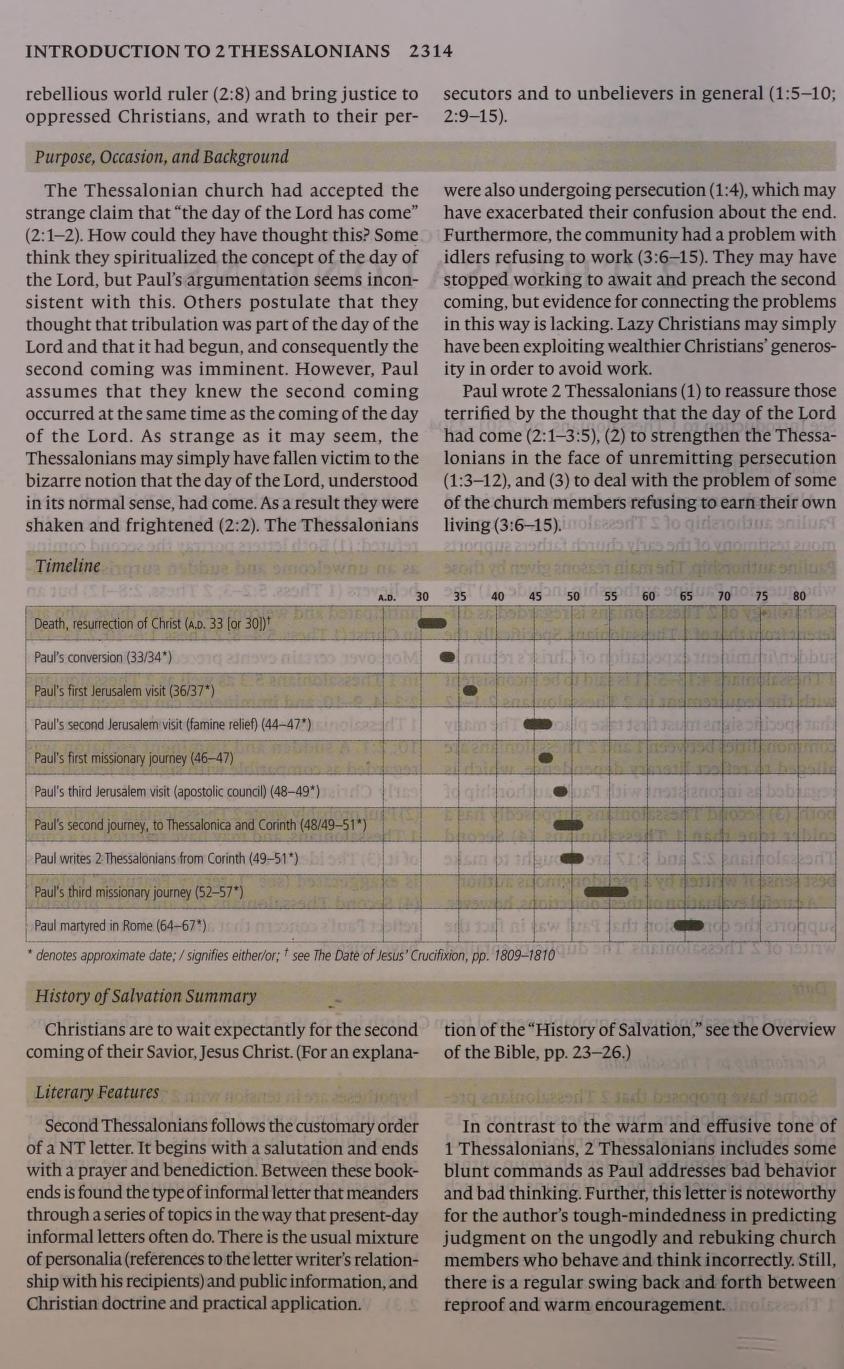 INTRODUCTION TO 2 THESSALONIANS 2314
rebellious world ruler (2:8) and bring justice to
oppressed Christians, and wrath to their per-
secutors and to unbelievers in general (1:5–10;
2:9–15).
Purpose, Occasion, and Background
The Thessalonian church had accepted the
strange claim that “the day of the Lord has come”
(2:1–2). How could they have thought this? Some
think they spiritualized the concept of the day of
the Lord, but Paul’s argumentation seems incon-
sistent with this. Others postulate that they
thought that tribulation was part of the day of the
Lord and that it had begun, and consequently the
second coming was imminent. However, Paul
assumes that they knew the second coming
occurred at the same time as the coming of the day
of the Lord. As strange as it may seem, the
Thessalonians may simply have fallen victim to the
bizarre notion that the day of the Lord, understood
in its normal sense, had come. As a result they were
shaken and frightened (2:2). The Thessalonians
were also undergoing persecution (1:4), which may
have exacerbated their confusion about the end.
Furthermore, the community had a problem with
idlers refusing to work (3:6–15). They may have
stopped working to await and preach the second
coming, but evidence for connecting the problems
in this way is lacking. Lazy Christians may simply
have been exploiting wealthier Christians’ generos-
ity in order to avoid work.
Paul wrote 2 Thessalonians (1) to reassure those
terrified by the thought that the day of the Lord
had come (2:1–3:5), (2) to strengthen the Thessa-
lonians in the face of unremitting persecution
(1:3–12), and (3) to deal with the problem of some
of the church members refusing to earn their own
living (3:6–15).
Timeline
A.D. 30 35 40 45 50 55 60 65 70 75 80
Death, resurrection of Christ (A.D. 33 [or 30])†
Paul's conversion (33/34*)
Paul's first Jerusalem visit (36/37*)
Paul's second Jerusalem visit (famine relief) (44–47*)
Paul's first missionary journey (46–47)
Paul's third Jerusalem visit (apostolic council) (48–49*)
Paul's second journey, to Thessalonica and Corinth (48/49–51*)
Paul writes 2 Thessalonians from Corinth (49–51*)
Paul's third missionary journey (52–57*)
Paul martyred in Rome (64–67*)
* denotes approximate date; / signifies either/or; † see The Date of Jesus' Crucifixion, pp. 1809–1810
History of Salvation Summary
Christians are to wait expectantly for the second
coming of their Savior, Jesus Christ. (For an explana-
tion of the “History of Salvation,” see the Overview
of the Bible, pp. 23–26.)
Literary Features
Second Thessalonians follows the customary order
of a NT letter. It begins with a salutation and ends
with a prayer and benediction. Between these book-
ends is found the type of informal letter that meanders
through a series of topics in the way that present-day
informal letters often do. There is the usual mixture
of personalia (references to the letter writer’s relation-
ship with his recipients) and public information, and
Christian doctrine and practical application.
In contrast to the warm and effusive tone of
1 Thessalonians, 2 Thessalonians includes some
blunt commands as Paul addresses bad behavior
and bad thinking. Further, this letter is noteworthy
for the author’s tough-mindedness in predicting
judgment on the ungodly and rebuking church
members who behave and think incorrectly. Still,
there is a regular swing back and forth between
reproof and warm encouragement.